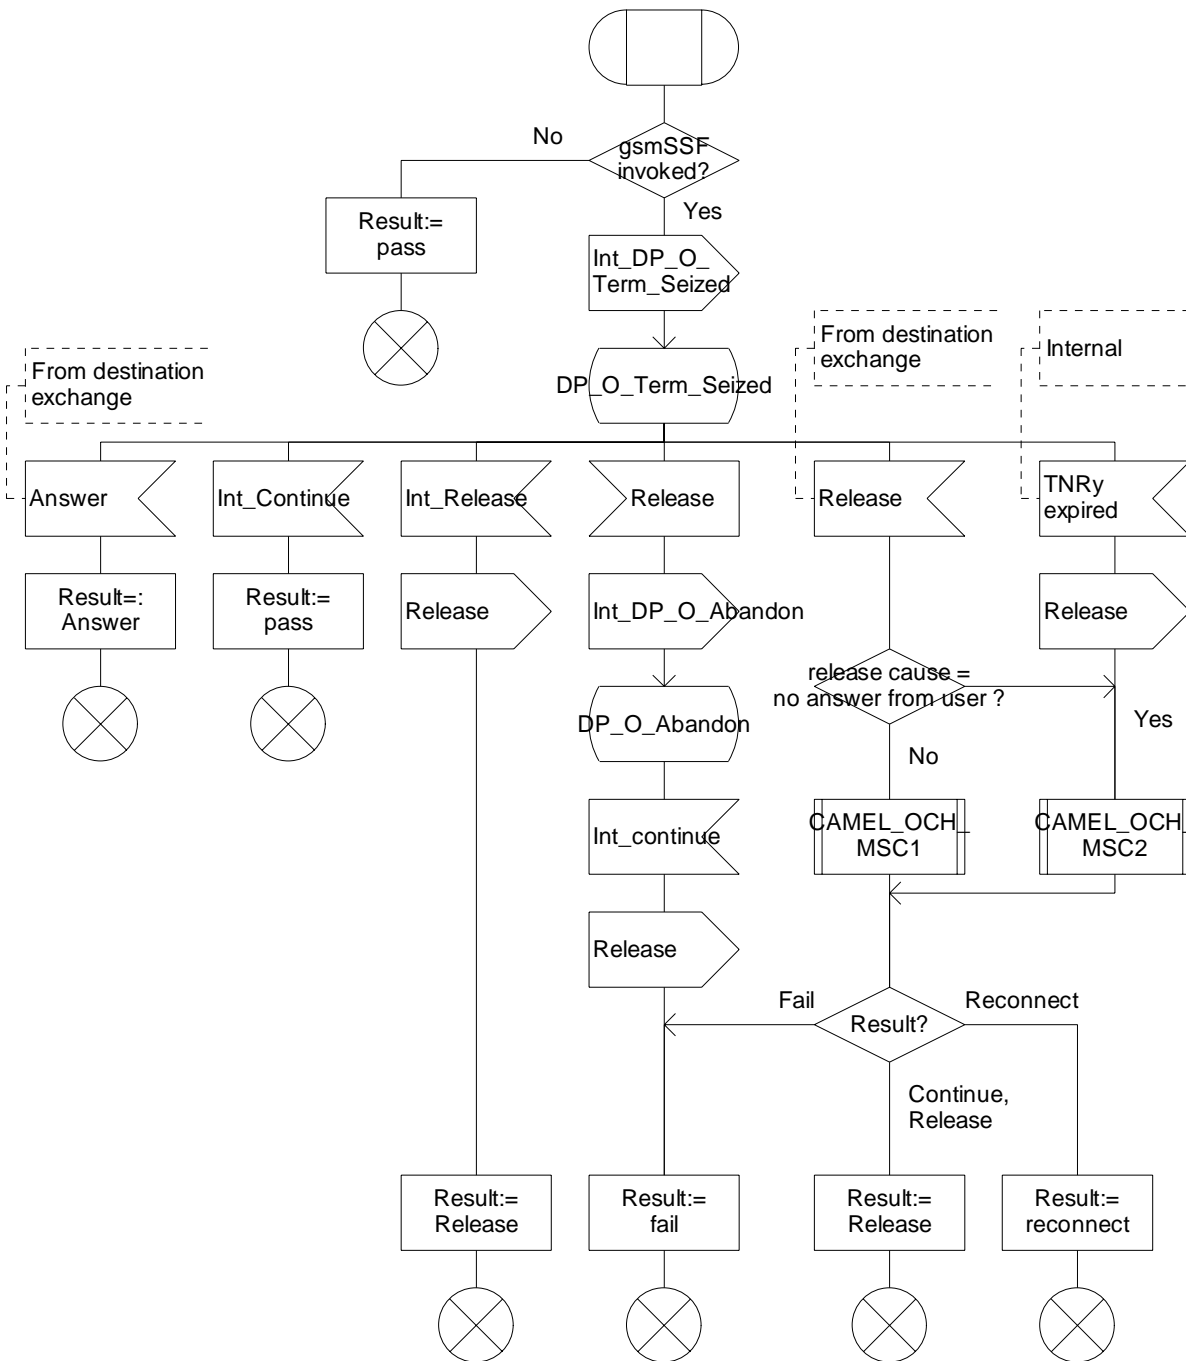 gsmSSF
invoked?
No
Yes
Result:=
pass
Int_DP_O_
Term_Seized
From destination
exchange
From destination
exchange
Internal
DP_O_Term_Seized
Answer
Int_Continue
Int_Release
Release
Release
TNRy
expired
Result=:
Answer
Result:=
pass
Release
Int_DP_O_Abandon
Release
release cause =
no answer from user ?
DP_O_Abandon
Yes
No
Int_continue
CAMEL_OCH_
MSC1
CAMEL_OCH_
MSC2
Release
Fail
Reconnect
Result?
Continue,
Release
Result:=
Release
Result:=
fail
Result:=
Release
Result:=
reconnect